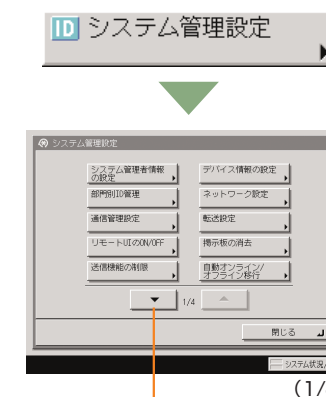 ID システム管理設定
システム管理設定
システム管理者情報の設定
デバイス情報の設定
部門別ID管理
ネットワーク設定
通信管理設定
転送設定
リモートUIのON/OFF
掲示板の消去
送信機能の制限
自動オンライン/
オフライン移行
1/4
閉じる
システム状況/
(1/